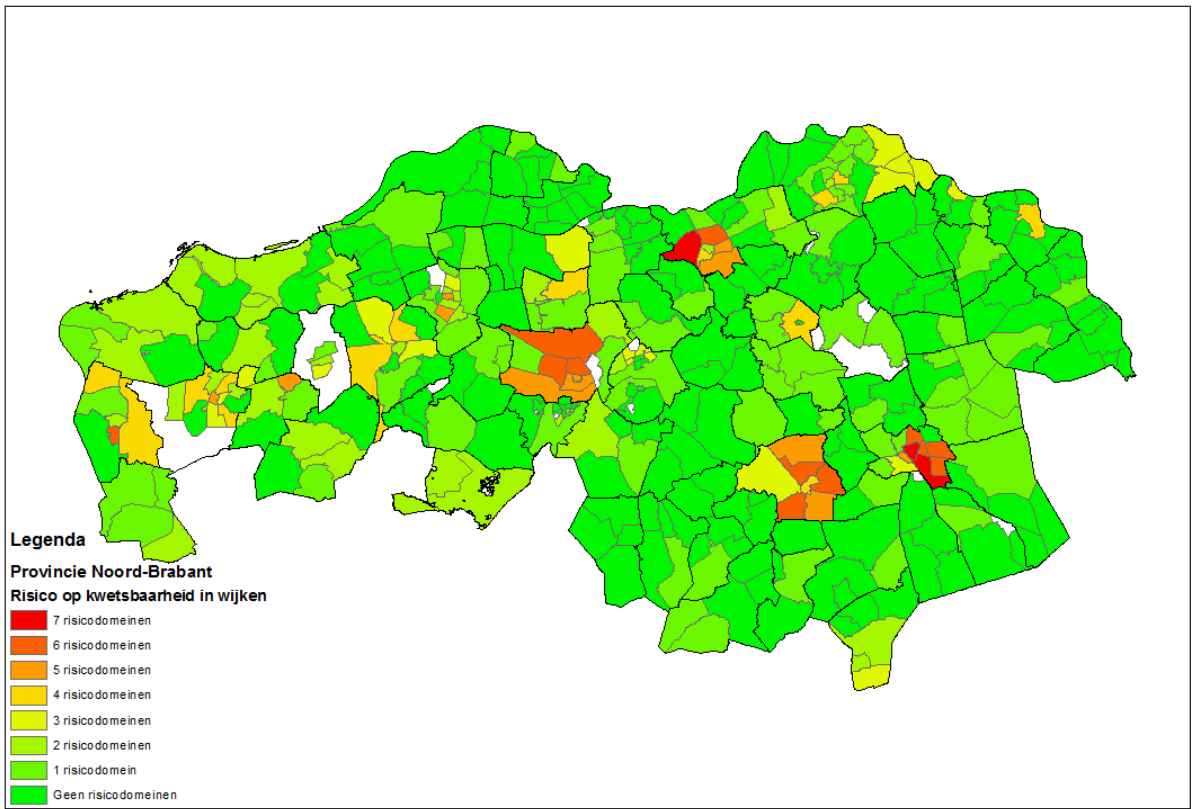 Legenda
Provincie Noord-Brabant
Risico op kwetsbaarheid in wijken
7 risicodomeinen
6 risicodomeinen
5 risicodomeinen
4 risicodomeinen
3 risicodomeinen
2 risicodomeinen
1 risicodomein
Geen risicodomeinen